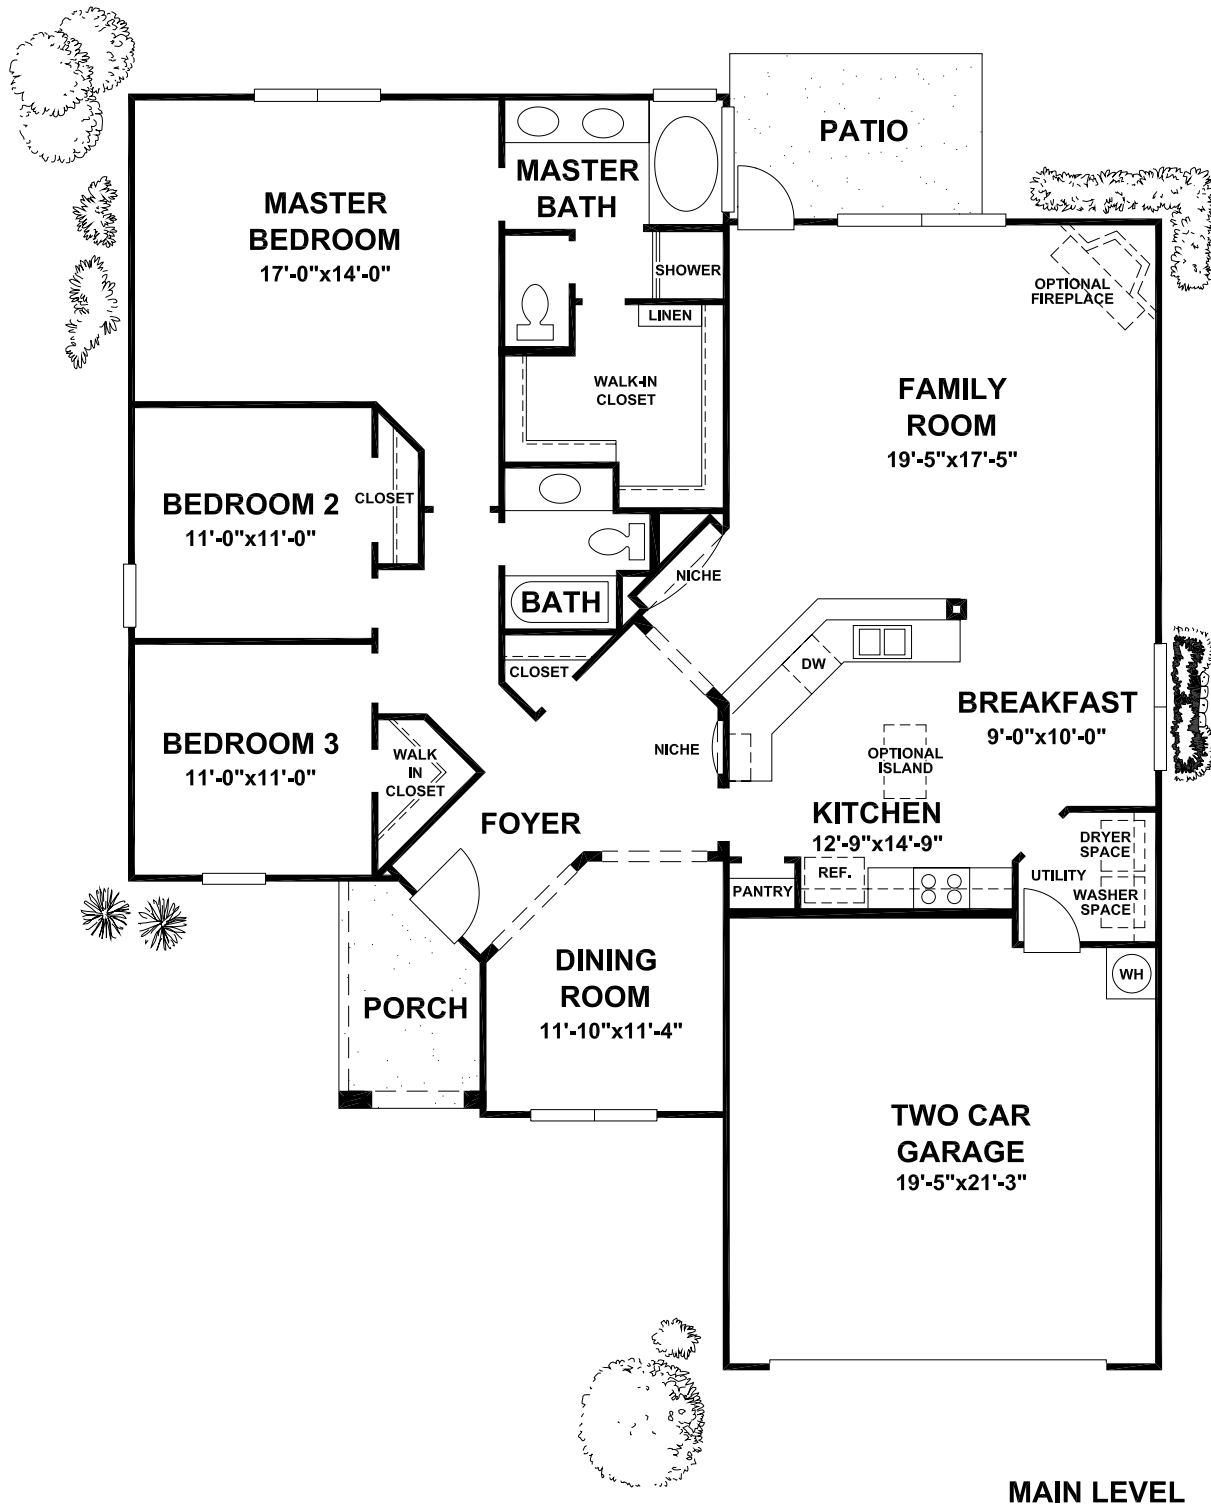 PATIO
MASTER
BATH
MASTER
BEDROOM
17'-0"x14'-0"
SHOWER
OPTIONAL
FIREPLACE
LINEN
WALK-IN
CLOSET
FAMILY
ROOM
19'-5"x17'-5"
BEDROOM 2
11'-0"x11'-0"
CLOSET
NICHE
BATH
CLOSET
DW
BREAKFAST
9'-0"x10'-0"
BEDROOM 3
11'-0"x11'-0"
WALK
IN
CLOSET
NICHE
OPTIONAL
ISLAND
FOYER
KITCHEN
12'-9"x14'-9"
DRYER
SPACE
REF.
UTILITY
PANTRY
WASHER
SPACE
DINING
ROOM
11'-10"x11'-4"
WH
PORCH
TWO CAR
GARAGE
19'-5"x21'-3"
MAIN LEVEL